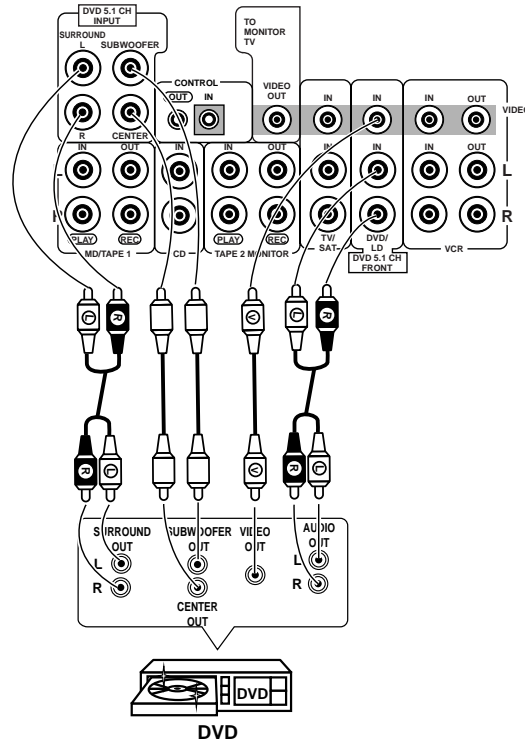 DVD 5.1 CH
INPUT
SURROUND
L SUBWOOFER
TO
MONITOR
TV
CONTROL
OUT IN
VIDEO
OUT
IN IN IN OUT
VIDEO
R CENTER
IN OUT IN IN OUT IN IN IN OUT
L L
R R
PLAY REC PLAY REC
MD/TAPE 1 CD TAPE 2 MONITOR
TV/
SAT
DVD/
LD
VCR
DVD 5.1 CH
FRONT
L R V L R
R L V R L
SURROUND
OUT
SUBWOOFER
OUT
VIDEO
OUT
AUDIO
OUT
L L
R R
CENTER
OUT
DVD
DVD